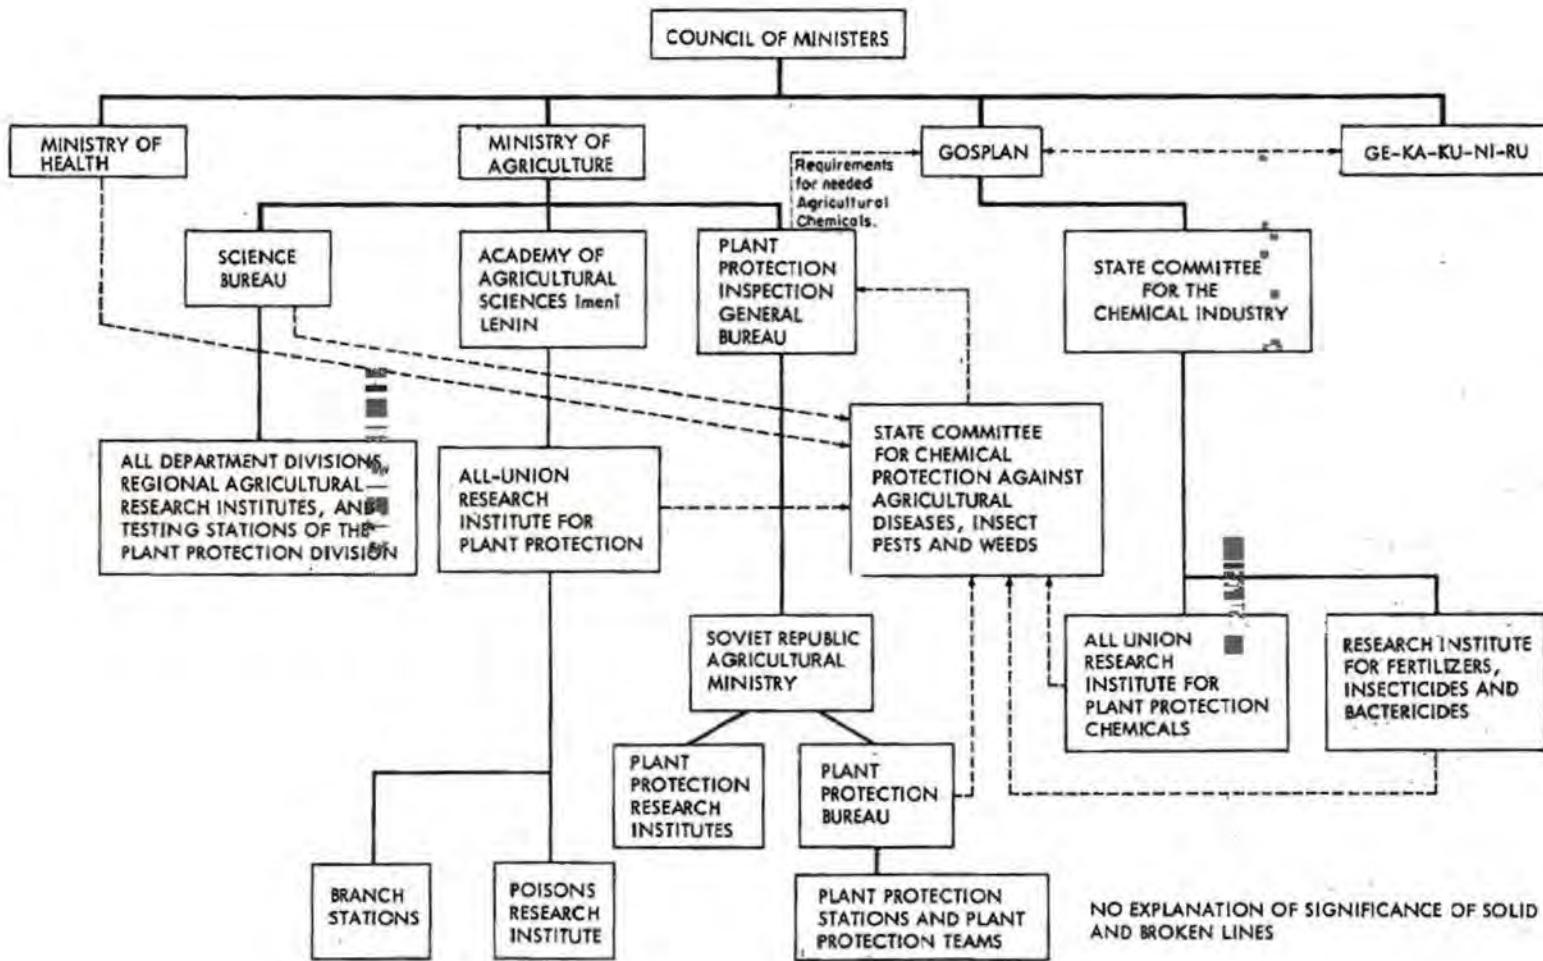 COUNCIL OF MINISTERS
MINISTRY OF
HEALTH
MINISTRY OF
AGRICULTURE
GOSPLAN
GE-KA-KU-NI-RU
Requirements
for needed
Agricultural
Chemicals.
SCIENCE
BUREAU
ACADEMY OF
AGRICULTURAL
SCIENCES imeni
LENIN
PLANT
PROTECTION
INSPECTION
GENERAL
BUREAU
STATE COMMITTEE
FOR THE
CHEMICAL INDUSTRY
ALL DEPARTMENT DIVISIONS,
REGIONAL AGRICULTURAL
RESEARCH INSTITUTES, AND
TESTING STATIONS OF THE
PLANT PROTECTION DIVISION
ALL-UNION
RESEARCH
INSTITUTE FOR
PLANT PROTECTION
STATE COMMITTEE
FOR CHEMICAL
PROTECTION AGAINST
AGRICULTURAL
DISEASES, INSECT
PESTS AND WEEDS
SOVIET REPUBLIC
AGRICULTURAL
MINISTRY
ALL UNION
RESEARCH
INSTITUTE FOR
PLANT PROTECTION
CHEMICALS
RESEARCH INSTITUTE
FOR FERTILIZERS,
INSECTICIDES AND
BACTERICIDES
PLANT
PROTECTION
RESEARCH
INSTITUTES
PLANT
PROTECTION
BUREAU
BRANCH
STATIONS
POISONS
RESEARCH
INSTITUTE
PLANT PROTECTION
STATIONS AND PLANT
PROTECTION TEAMS
NO EXPLANATION OF SIGNIFICANCE OF SOLID
AND BROKEN LINES